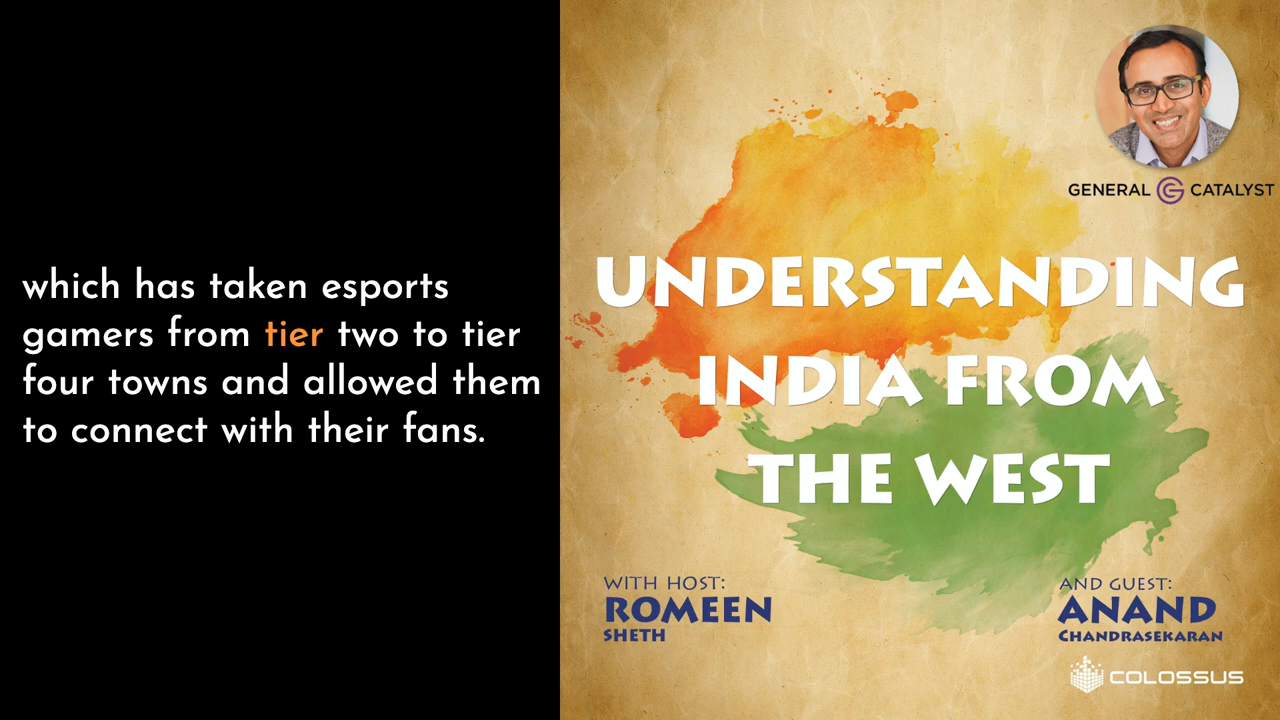 which has taken esports
gamers from tier two to tier
four towns and allowed them
to connect with their fans.
GENERAL CATALYST
UNDERSTANDING
INDIA FROM
THE WEST
WITH HOST:
ROMEEN
SHETH
AND GUEST:
ANAND
CHANDRASEKARAN
COLOSSUS